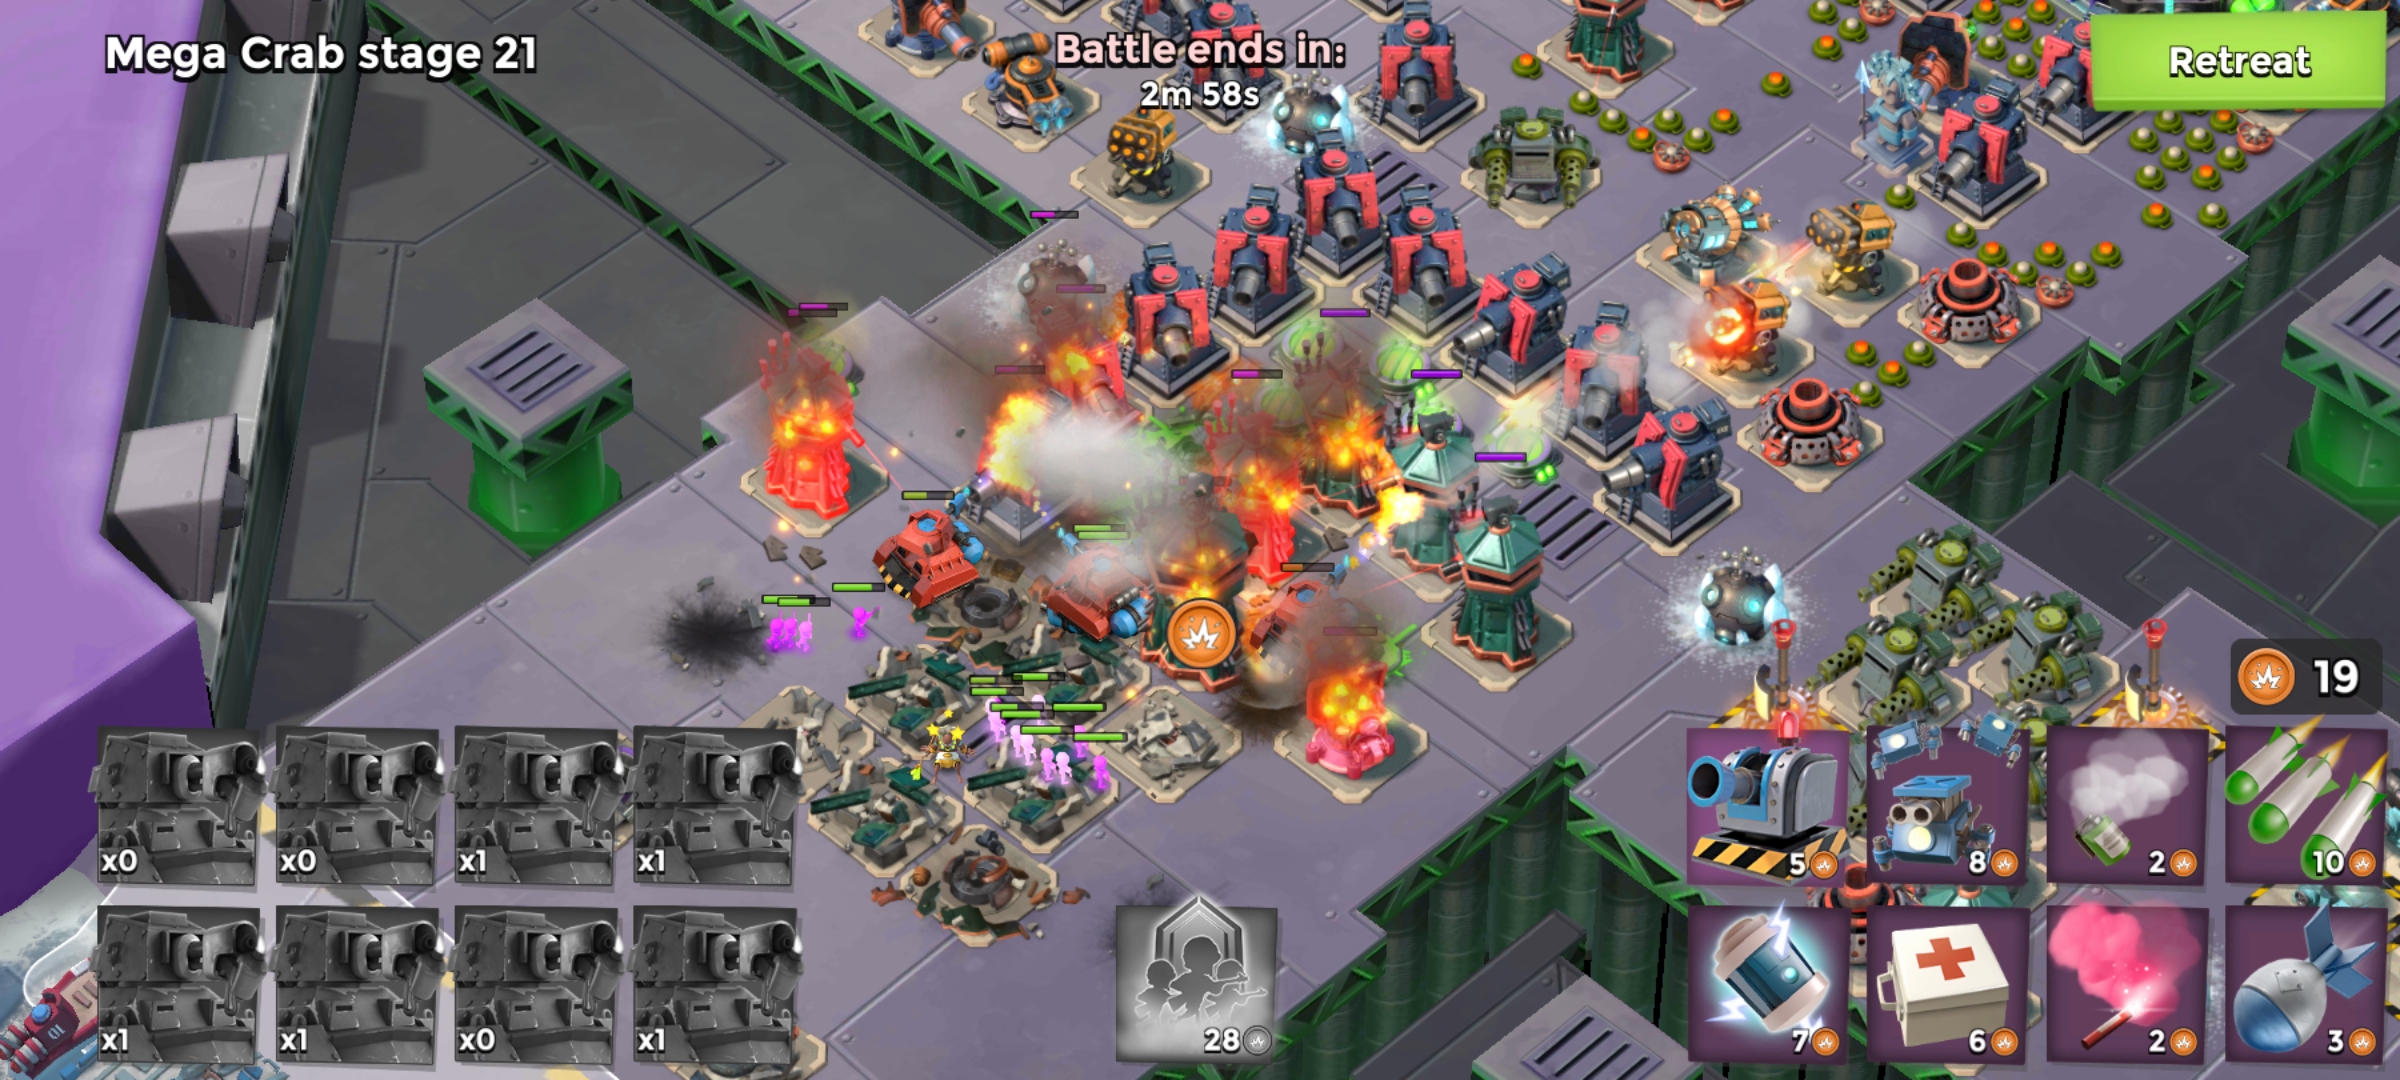 Mega Crab stage 21
Battle ends in:
2m 58s
Retreat
19
x0
x0
x1
x1
5
8
2
10
x1
x1
x0
x1
28
7
6
2
3
10